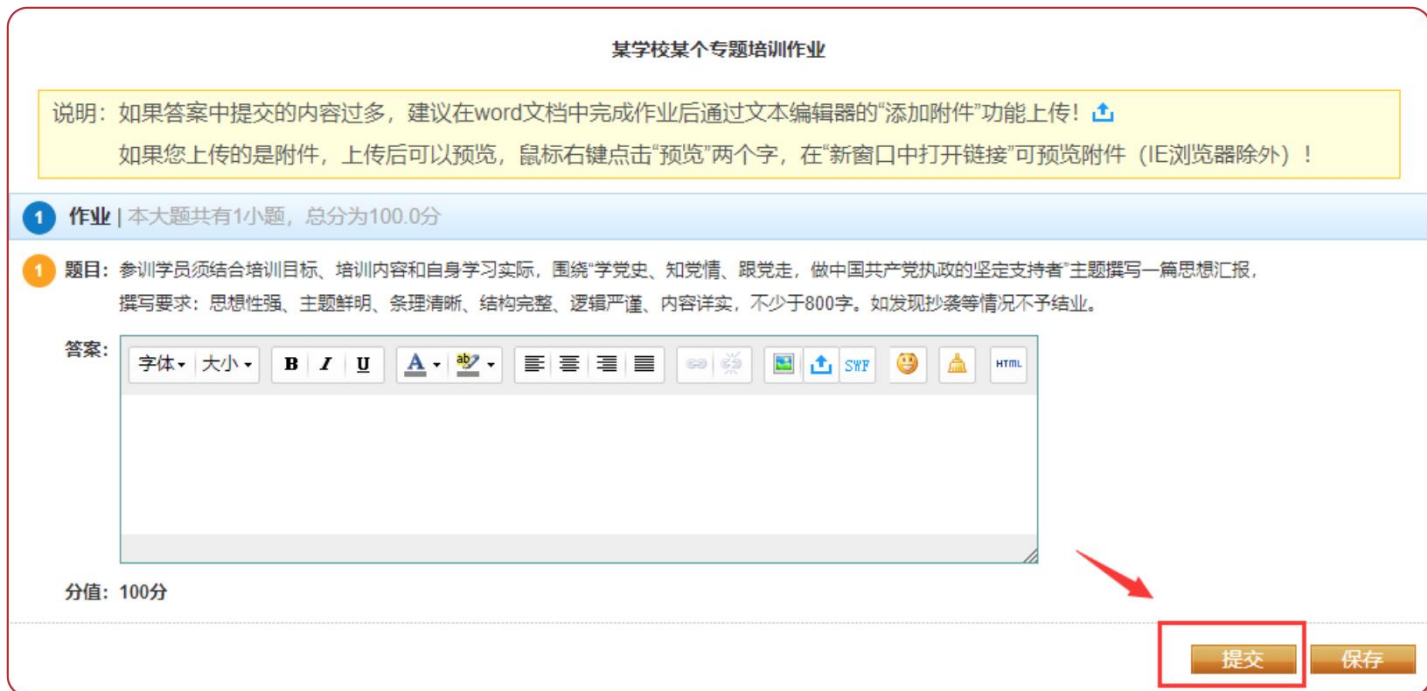 某学校某个专题培训作业
说明：如果答案中提交的内容过多，建议在word文档中完成作业后通过文本编辑器的“添加附件”功能上传！
如果您上传的是附件，上传后可以预览，鼠标右键点击“预览”两个字，在“新窗口中打开链接”可预览附件（IE浏览器除外）！
1 作业 | 本大题共有1小题，总分为100.0分
1 题目：参训学员须结合培训目标、培训内容和自身学习实际，围绕“学党史、知党情、跟党走，做中国共产党执政的坚定支持者”主题撰写一篇思想汇报，
撰写要求：思想性强、主题鲜明、条理清晰、结构完整、逻辑严谨、内容详实，不少于800字。如发现抄袭等情况不予结业。
答案：
字体 大小 B I U A ab SWF HTML
分值：100分
提交 保存